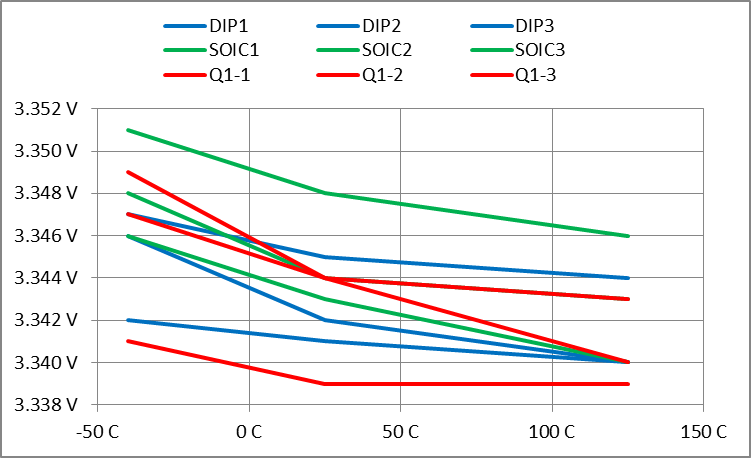 DIP1 DIP2 DIP3
SOIC1 SOIC2 SOIC3
Q1-1 Q1-2 Q1-3
3.352 V
3.350 V
3.348 V
3.346 V
3.344 V
3.342 V
3.340 V
3.338 V
-50 C 0 C 50 C 100 C 150 C